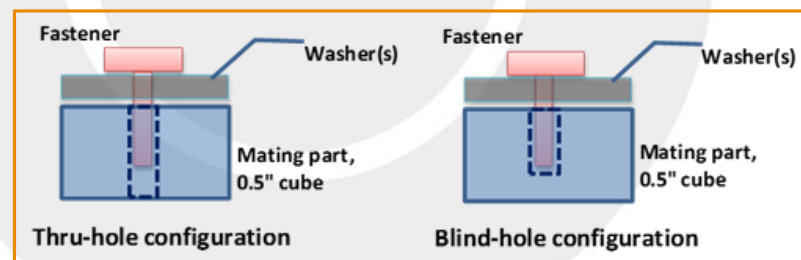 Fastener
Washer(s)
Mating part,
0.5" cube
Thru-hole configuration
Fastener
Washer(s)
Mating part,
0.5" cube
Blind-hole configuration